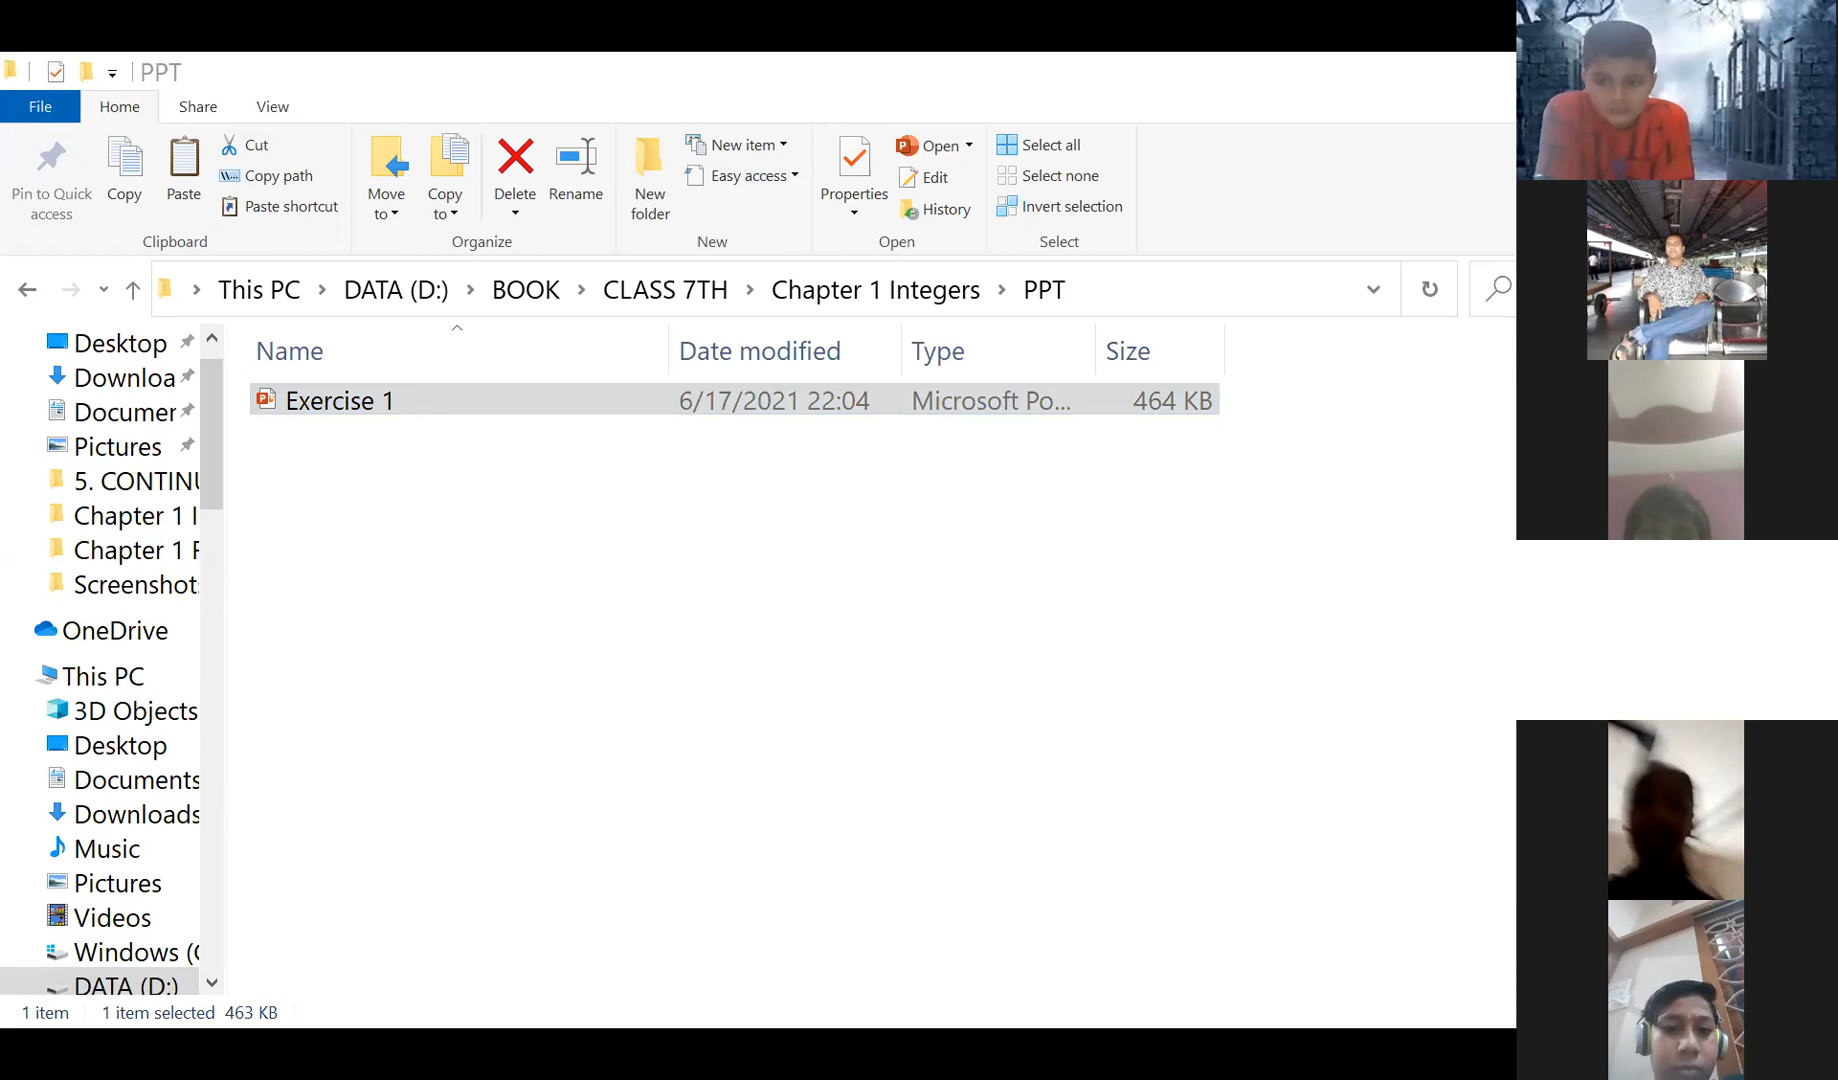 PPT
File Home Share View
Pin to Quick access
Copy
Paste
Cut
Copy path
Paste shortcut
Clipboard
Move to
Copy to
Delete
Rename
Organize
New folder
New item
Easy access
New
Properties
Open
Edit
History
Open
Select all
Select none
Invert selection
Select
This PC > DATA (D:) > BOOK > CLASS 7TH > Chapter 1 Integers > PPT
Name Date modified Type Size
Exercise 1 6/17/2021 22:04 Microsoft Po... 464 KB
Desktop
Downloa
Documer
Pictures
5. CONTINU
Chapter 1 I
Chapter 1 F
Screenshot:
OneDrive
This PC
3D Objects
Desktop
Documents
Downloads
Music
Pictures
Videos
Windows (C
DATA (D:)
1 item 1 item selected 463 KB